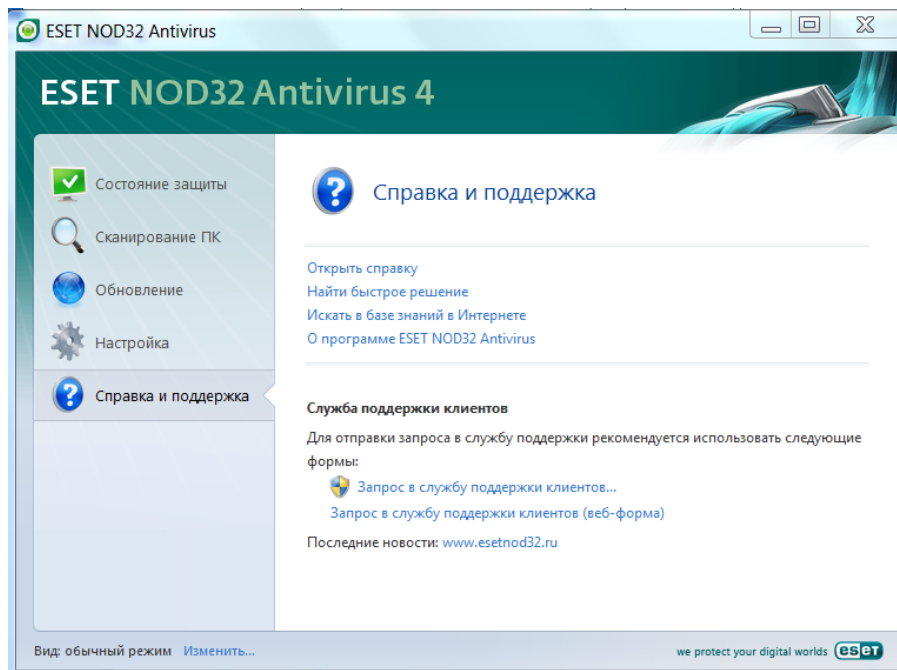 ESET NOD32 Antivirus
ESET NOD32 Antivirus 4
Состояние защиты
Сканирование ПК
Обновление
Настройка
Справка и поддержка
Справка и поддержка
Открыть справку
Найти быстрое решение
Искать в базе знаний в Интернете
О программе ESET NOD32 Antivirus
Служба поддержки клиентов
Для отправки запроса в службу поддержки рекомендуется использовать следующие
формы:
Запрос в службу поддержки клиентов...
Запрос в службу поддержки клиентов (веб-форма)
Последние новости: www.esetnod32.ru
Вид: обычный режим Изменить...
we protect your digital worlds eset